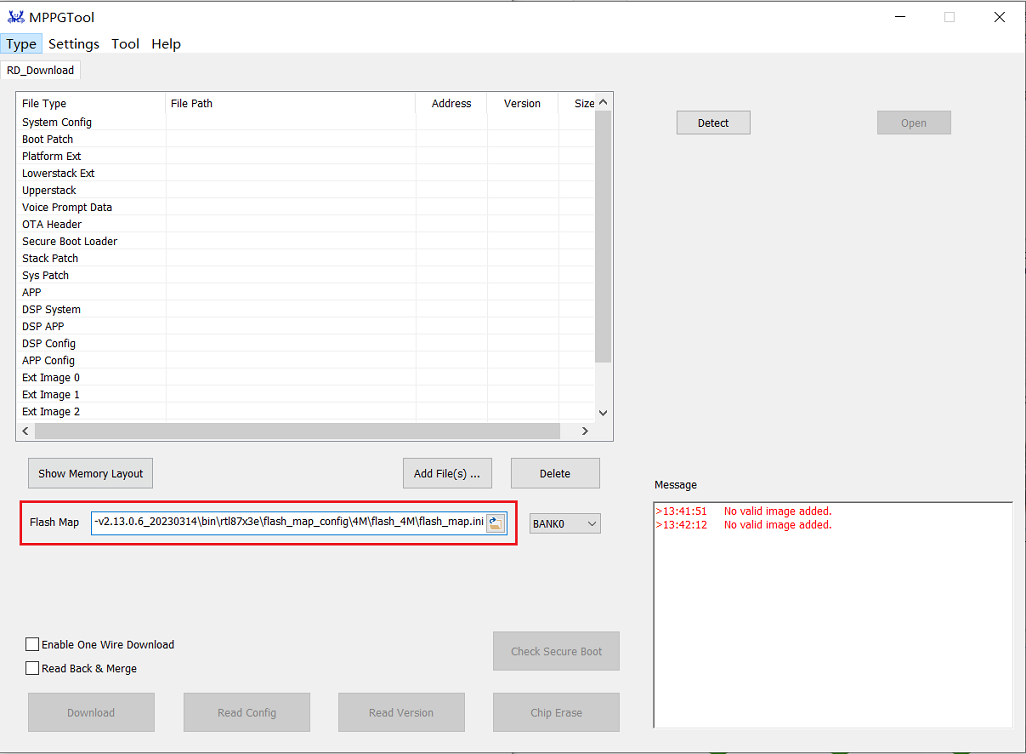 MPPGTool
Type Settings Tool Help
RD_Download
File Type File Path Address Version Size
System Config
Boot Patch
Platform Ext
Lowerstack Ext
Upperstack
Voice Prompt Data
OTA Header
Secure Boot Loader
Stack Patch
Sys Patch
APP
DSP System
DSP APP
DSP Config
APP Config
Ext Image 0
Ext Image 1
Ext Image 2
Detect Open
Show Memory Layout Add File(s) ... Delete
Flash Map -v2.13.0.6_20230314\bin\rtl87x3e\flash_map_config\4M\flash_4M\flash_map.ini BANK0
Message
>13:41:51 No valid image added.
>13:42:12 No valid image added.
Enable One Wire Download
Read Back & Merge
Check Secure Boot
Download Read Config Read Version Chip Erase